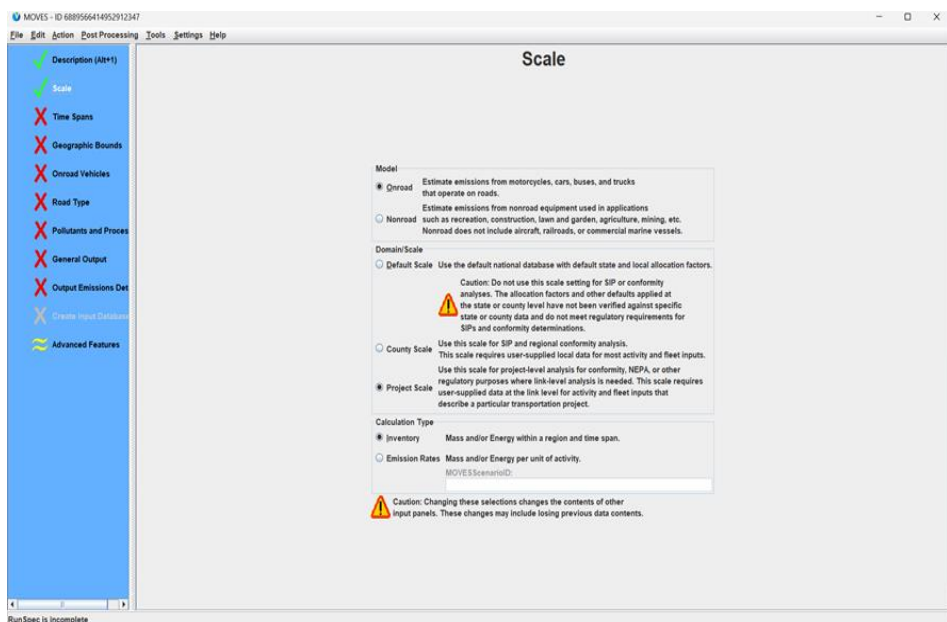 MOVES - ID 6889566414952912347
File Edit Action Post Processing Tools Settings Help
Description (Alt+1)
Scale
Time Spans
Geographic Bounds
Onroad Vehicles
Road Type
Pollutants and Proces
General Output
Output Emissions Det
Create Input Database
Advanced Features
Scale
Model
Onroad
Estimate emissions from motorcycles, cars, buses, and trucks
that operate on roads.
Nonroad
Estimate emissions from nonroad equipment used in applications
such as recreation, construction, lawn and garden, agriculture, mining, etc.
Nonroad does not include aircraft, railroads, or commercial marine vessels.
Domain/Scale
Default Scale Use the default national database with default state and local allocation factors.
Caution: Do not use this scale setting for SIP or conformity
analyses. The allocation factors and other defaults applied at
the state or county level have not been verified against specific
state or county data and do not meet regulatory requirements for
SIPs and conformity determinations.
County Scale
Use this scale for SIP and regional conformity analysis.
This scale requires user-supplied local data for most activity and fleet inputs.
Project Scale
Use this scale for project-level analysis for conformity, NEPA, or other
regulatory purposes where link-level analysis is needed. This scale requires
user-supplied data at the link level for activity and fleet inputs that
describe a particular transportation project.
Calculation Type
Inventory Mass and/or Energy within a region and time span.
Emission Rates Mass and/or Energy per unit of activity.
MOVESScenarioID:
Caution: Changing these selections changes the contents of other
input panels. These changes may include losing previous data contents.
RunSpec is incomplete